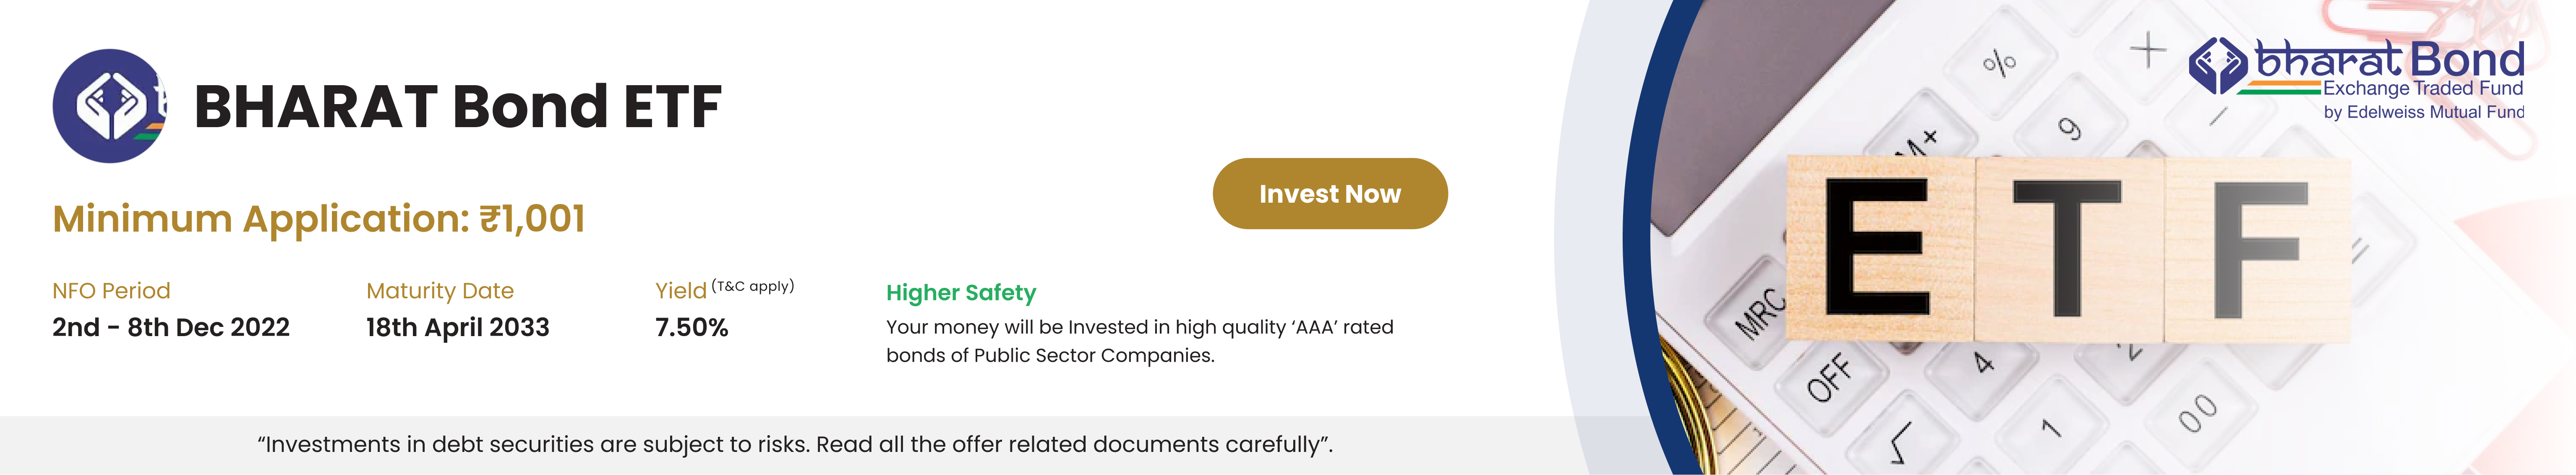 BHARAT Bond ETF
Minimum Application: ₹1,001
NFO Period
2nd - 8th Dec 2022
Maturity Date
18th April 2033
Yield (T&C apply)
7.50%
Higher Safety
Your money will be Invested in high quality ‘AAA’ rated
bonds of Public Sector Companies.
Invest Now
“Investments in debt securities are subject to risks. Read all the offer related documents carefully”.
bharat Bond
Exchange Traded Fund
by Edelweiss Mutual Fund
%
+
M+
9
−
E T F
=
MRC
OFF
4
2
√
1
00